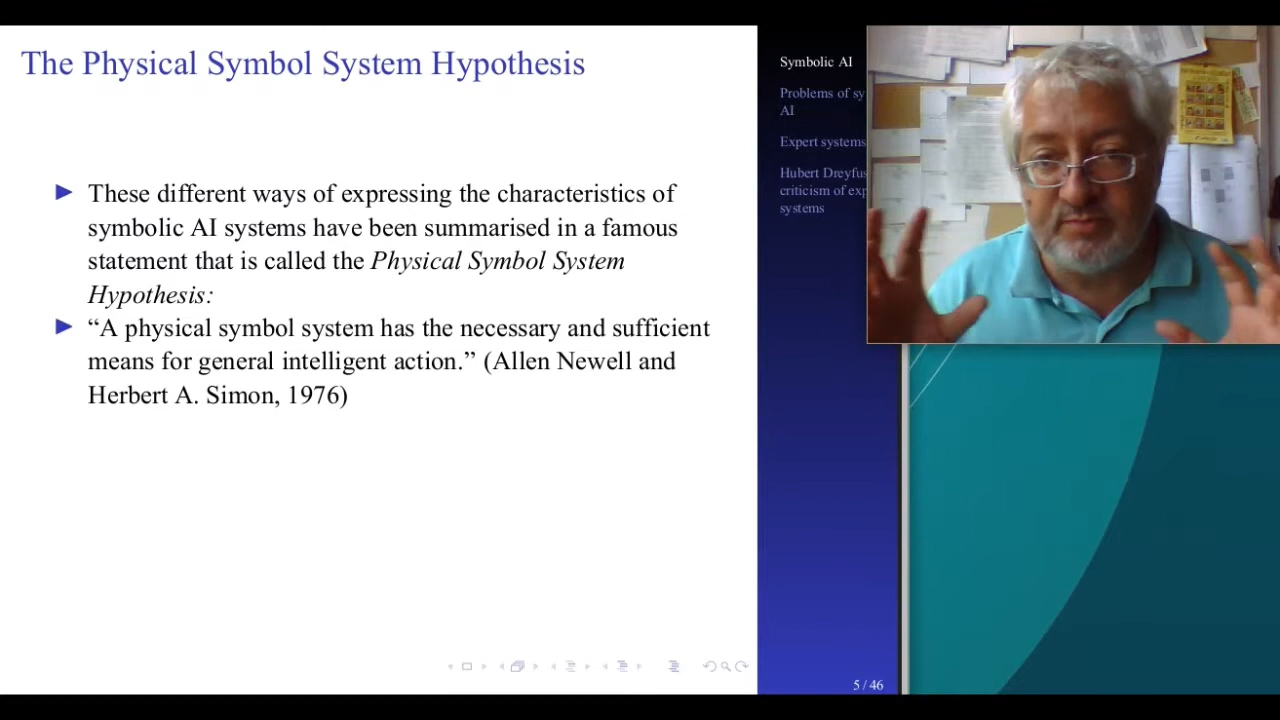 The Physical Symbol System Hypothesis
These different ways of expressing the characteristics of
symbolic AI systems have been summarised in a famous
statement that is called the Physical Symbol System
Hypothesis:
“A physical symbol system has the necessary and sufficient
means for general intelligent action.” (Allen Newell and
Herbert A. Simon, 1976)
Symbolic AI
Problems of sy
AI
Expert systems
Hubert Dreyfus
criticism of exp
systems
5 / 46